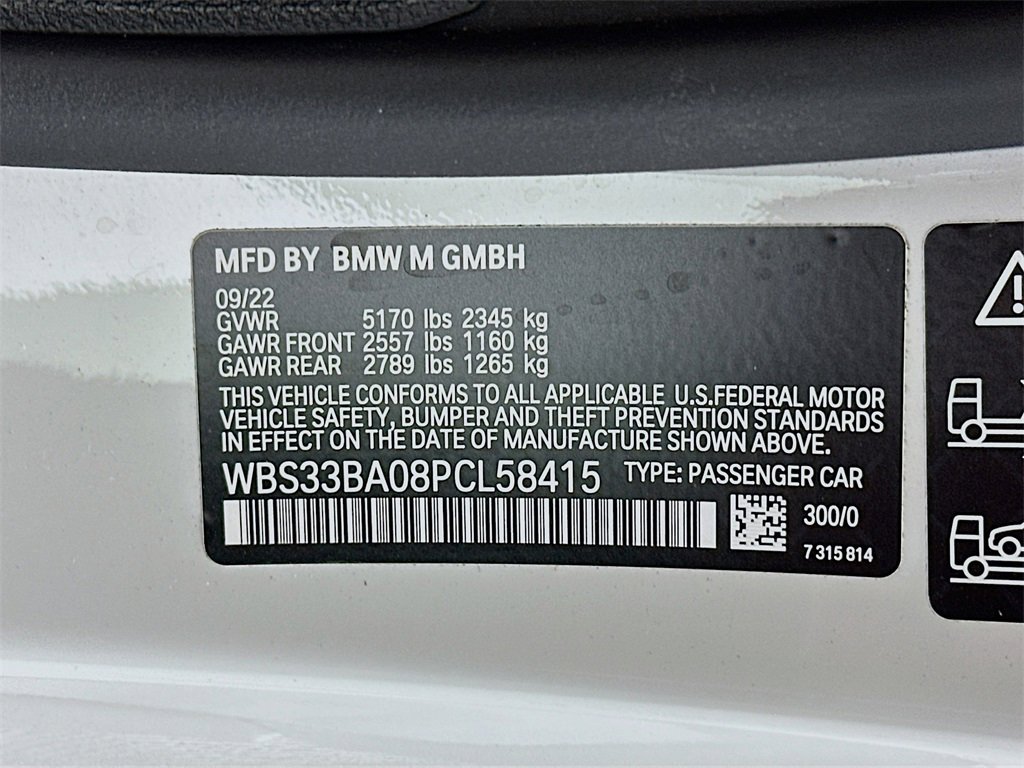 MFD BY BMW M GMBH
09/22
GVWR 5170 lbs 2345 kg
GAWR FRONT 2557 lbs 1160 kg
GAWR REAR 2789 lbs 1265 kg
THIS VEHICLE CONFORMS TO ALL APPLICABLE U.S.FEDERAL MOTOR
VEHICLE SAFETY, BUMPER AND THEFT PREVENTION STANDARDS
IN EFFECT ON THE DATE OF MANUFACTURE SHOWN ABOVE.
WBS33BA08PCL58415 TYPE: PASSENGER CAR
300/0
7 315 814